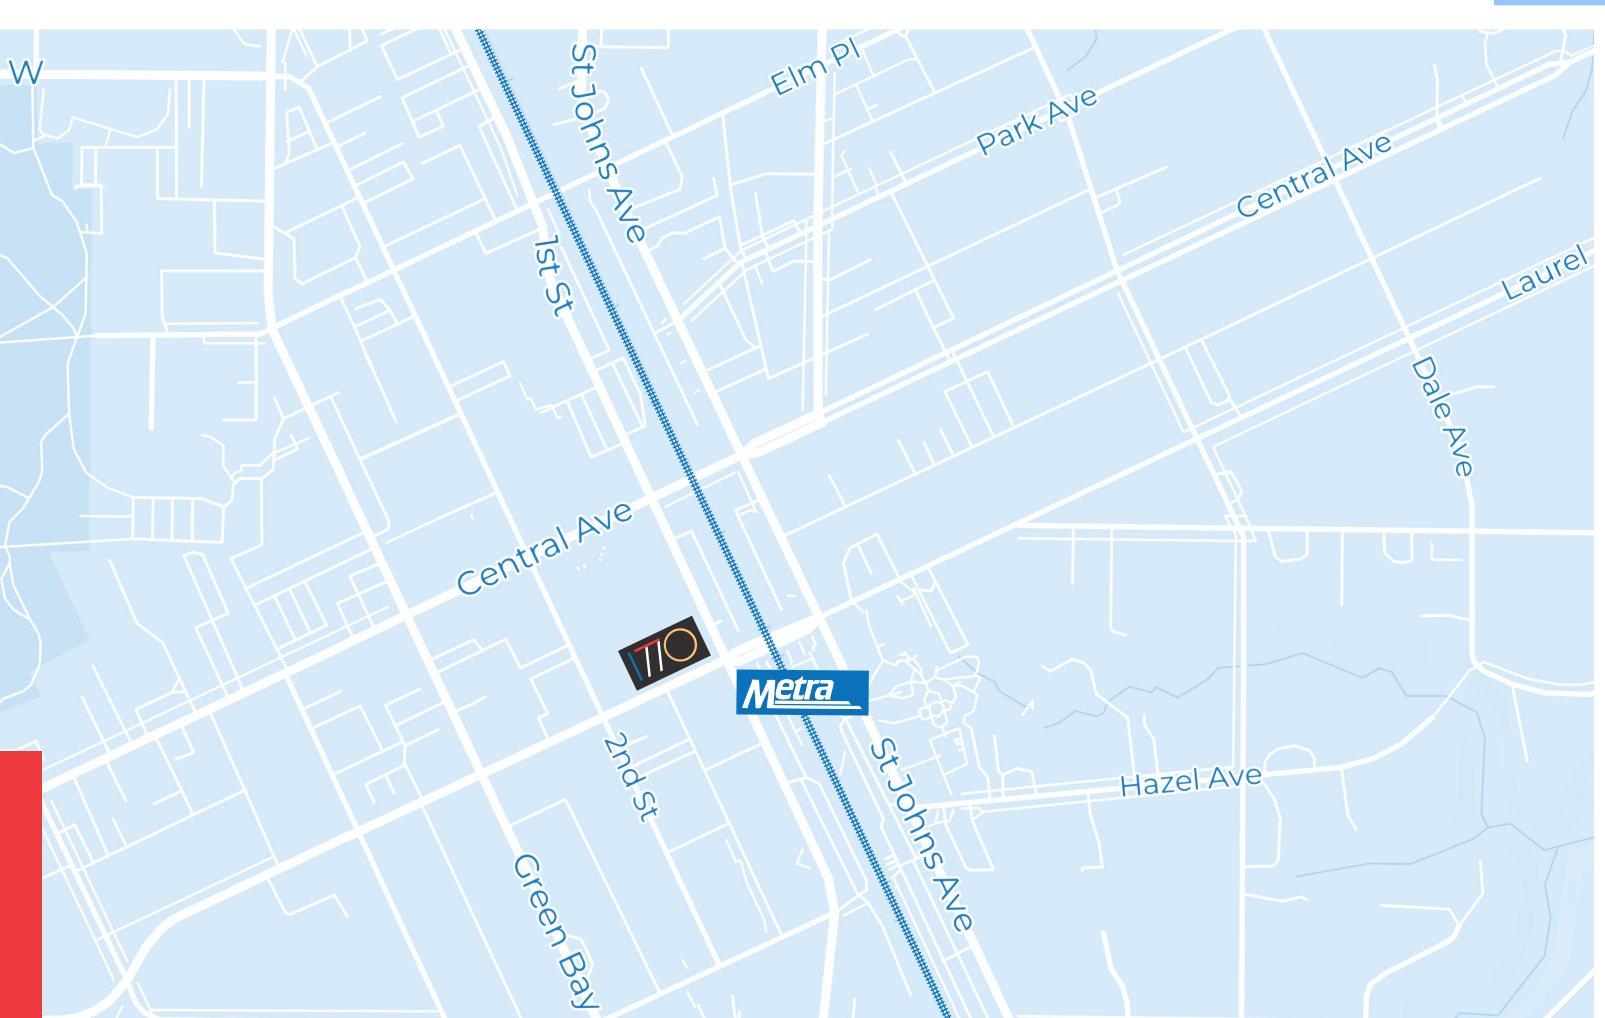 W
St Johns Ave
Elm Pl
Park Ave
Central Ave
1st St
Laurel
Dale Ave
Central Ave
Metra
2nd St
St Johns Ave
Hazel Ave
Green Bay